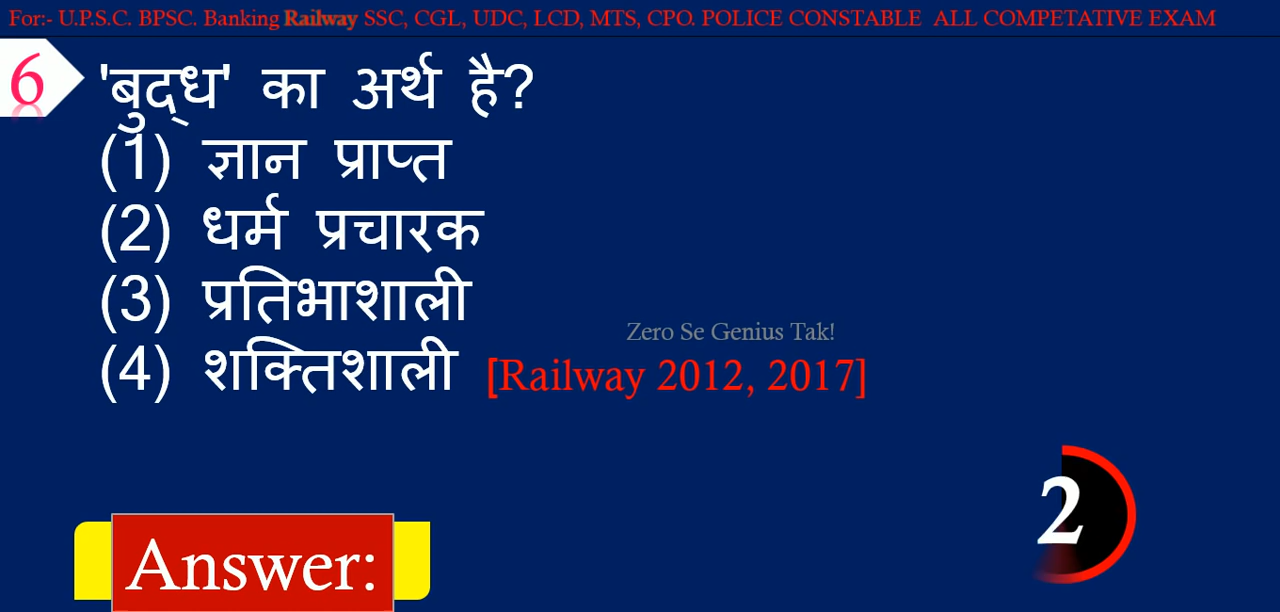 For:- U.P.S.C. BPSC. Banking Railway SSC, CGL, UDC, LCD, MTS, CPO. POLICE CONSTABLE ALL COMPETATIVE EXAM
6 'बुद्‌ध' का अर्थ है?
(1) ज्ञान प्राप्त
(2) धर्म प्रचारक
(3) प्रतिभाशाली
Zero Se Genius Tak!
(4) शक्तिशाली [Railway 2012, 2017]
2
Answer: